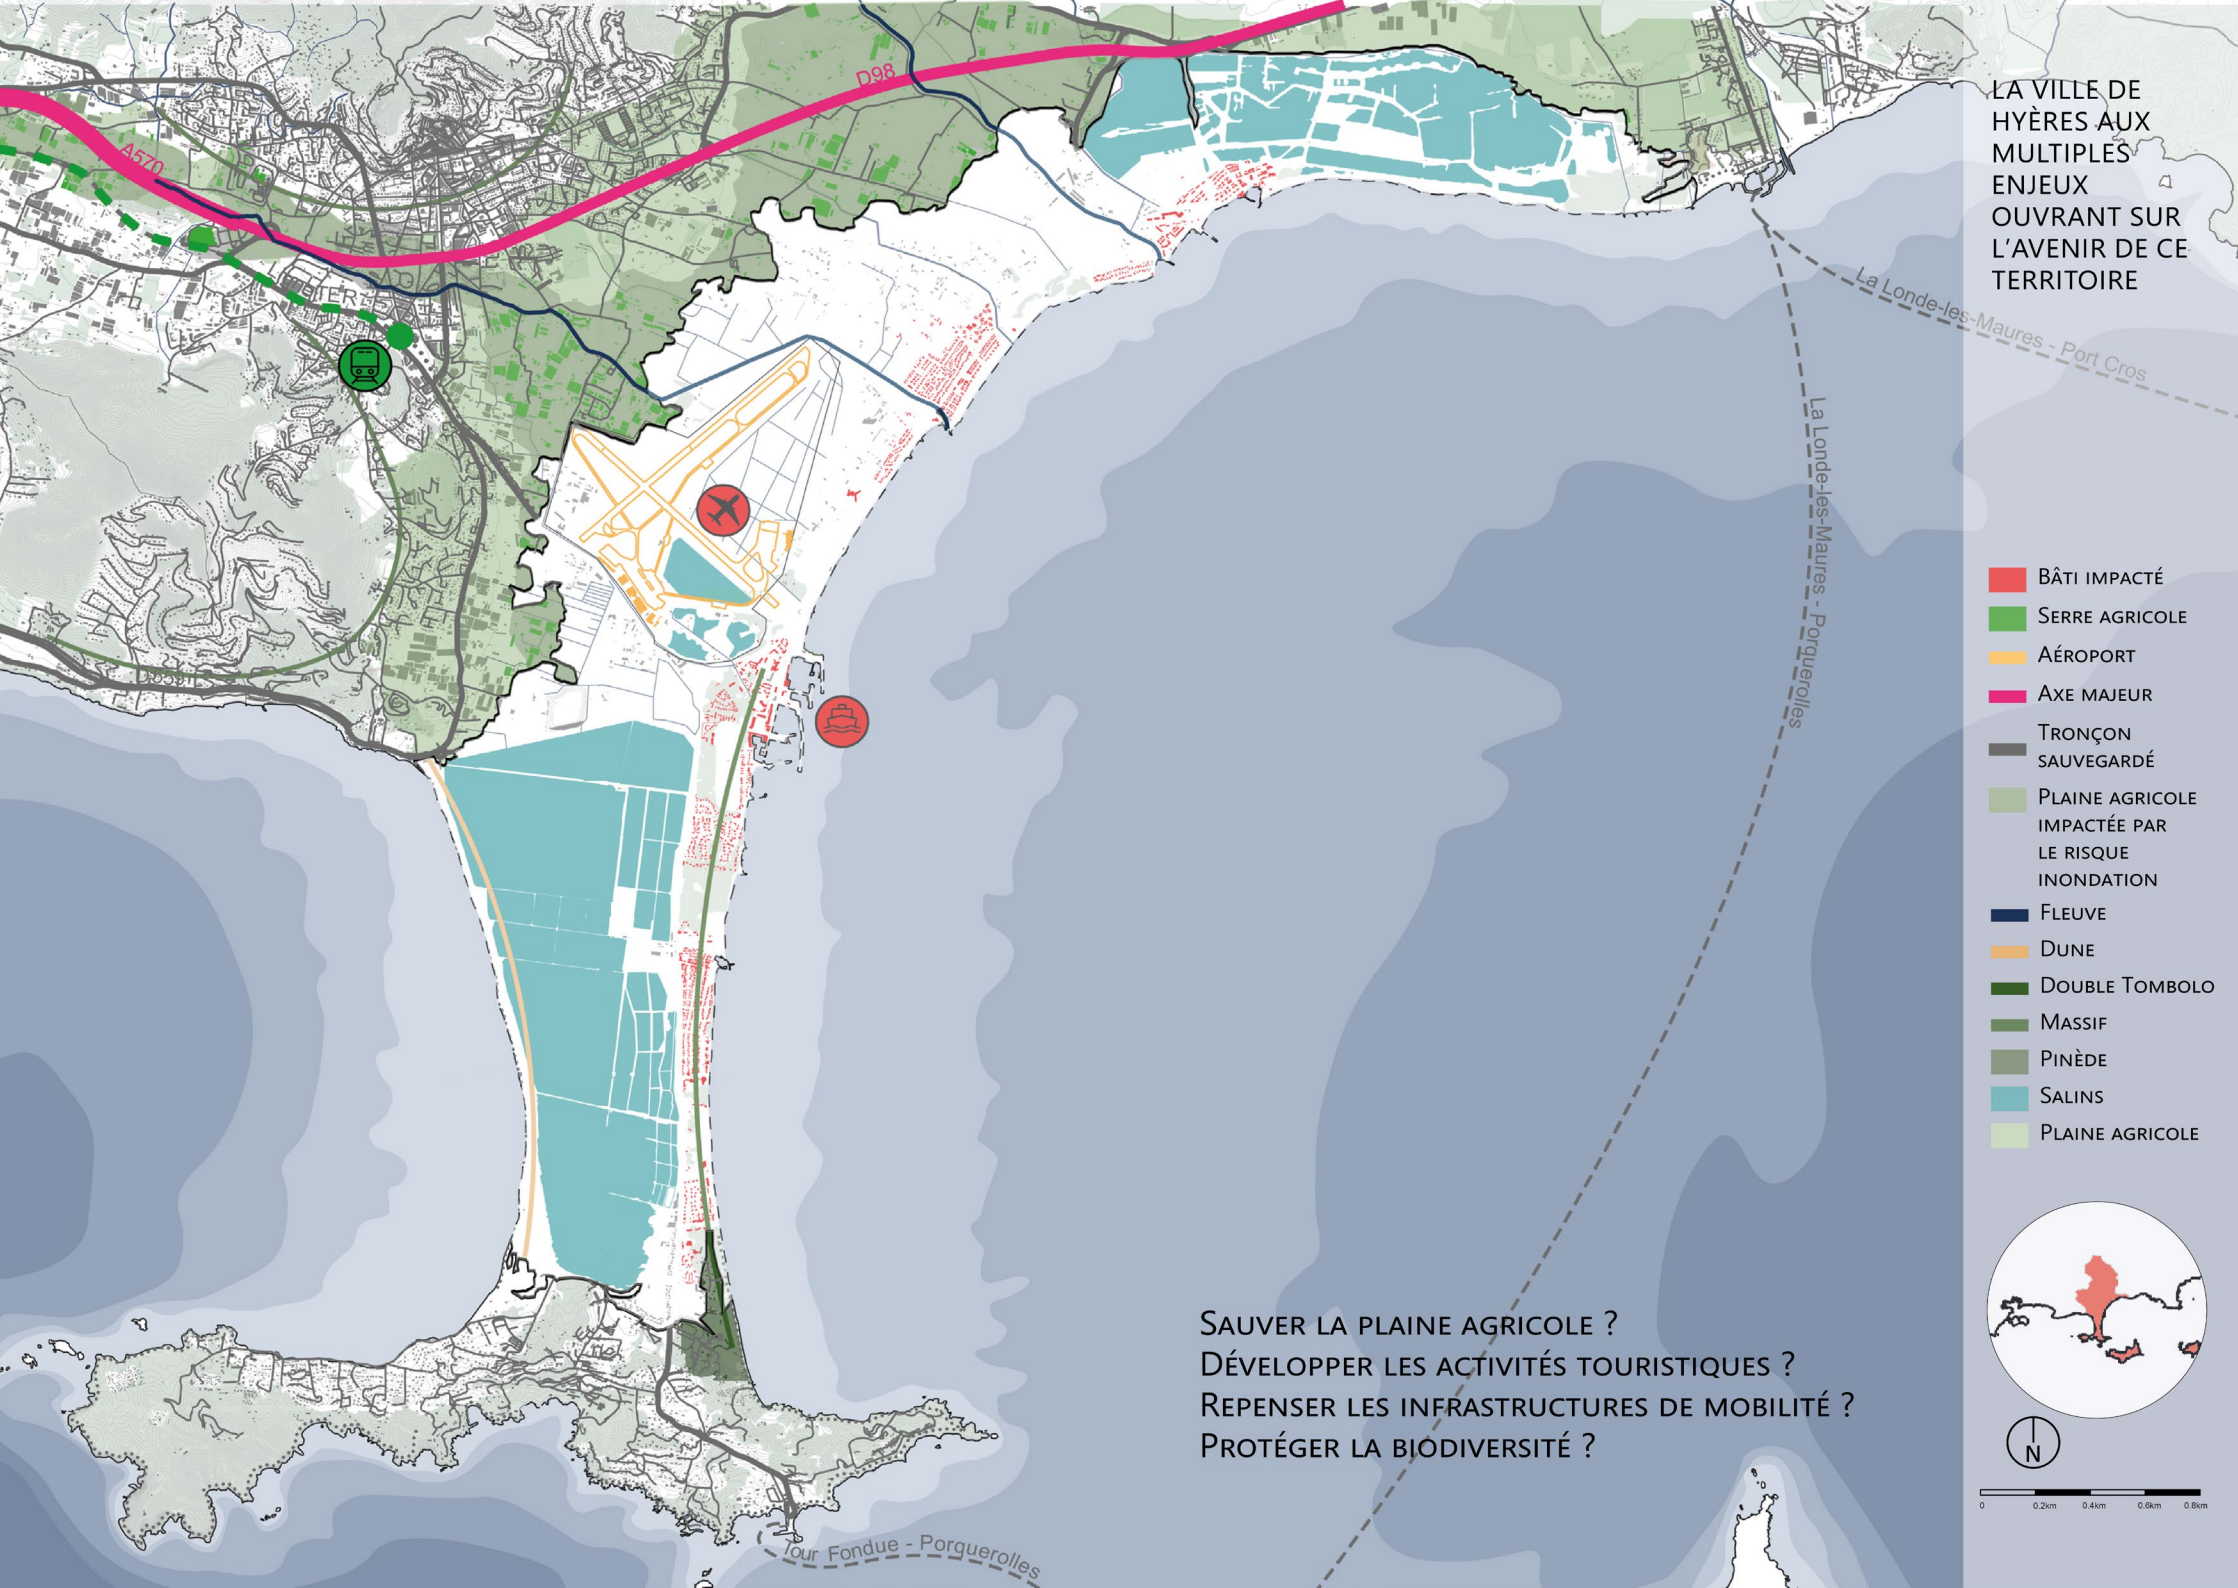 LA VILLE DE
HYÈRES AUX
MULTIPLES
ENJEUX
OUVRANT SUR
L'AVENIR DE CE
TERRITOIRE
D98
A570
La Londe-les-Maures - Port Cros
La Londe-les-Maures - Porquerolles
Tour Fondue - Porquerolles
BÂTI IMPACTÉ
SERRE AGRICOLE
AÉROPORT
AXE MAJEUR
TRONÇON
SAUVEGARDÉ
PLAINE AGRICOLE
IMPACTÉE PAR
LE RISQUE
INONDATION
FLEUVE
DUNE
DOUBLE TOMBOLO
MASSIF
PINÈDE
SALINS
PLAINE AGRICOLE
SAUVER LA PLAINE AGRICOLE ?
DÉVELOPPER LES ACTIVITÉS TOURISTIQUES ?
REPENSER LES INFRASTRUCTURES DE MOBILITÉ ?
PROTÉGER LA BIODIVERSITÉ ?
N
0 0.2km 0.4km 0.6km 0.8km